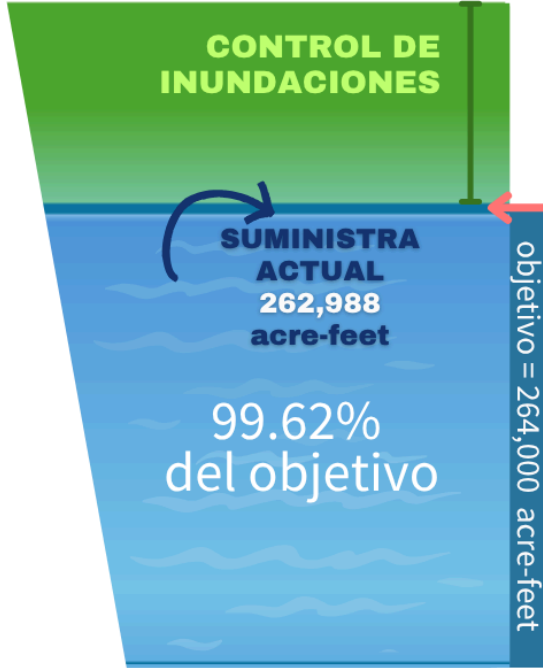 CONTROL DE
INUNDACIONES
SUMINISTRA
ACTUAL
262,988
acre-feet
99.62%
del objetivo
objetivo = 264,000 acre-feet